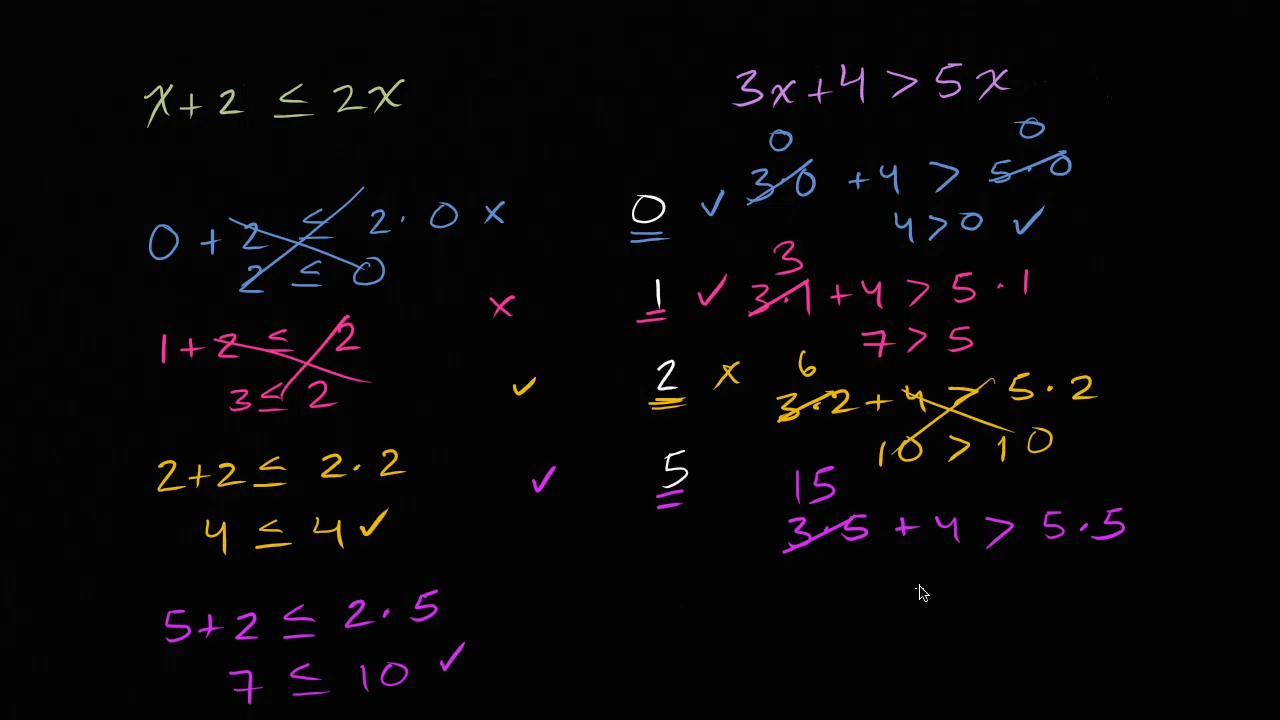 x+2 ≤ 2x
0 + 2 ≤ 2·0 x
2 ≤ 0
1+2 ≤ 2 x
3 ≤ 2
✓
2+2 ≤ 2·2
4 ≤ 4 ✓
✓
5+2 ≤ 2·5
7 ≤ 10 ✓
3x+4 > 5x
0 0
0 ✓ 3·0 +4 > 5·0
4>0 ✓
3
1 ✓ 3·1 +4 > 5·1
7 > 5
6
2 x 3·2 + 4 > 5·2
10 > 10
5
15
3·5 + 4 > 5·5